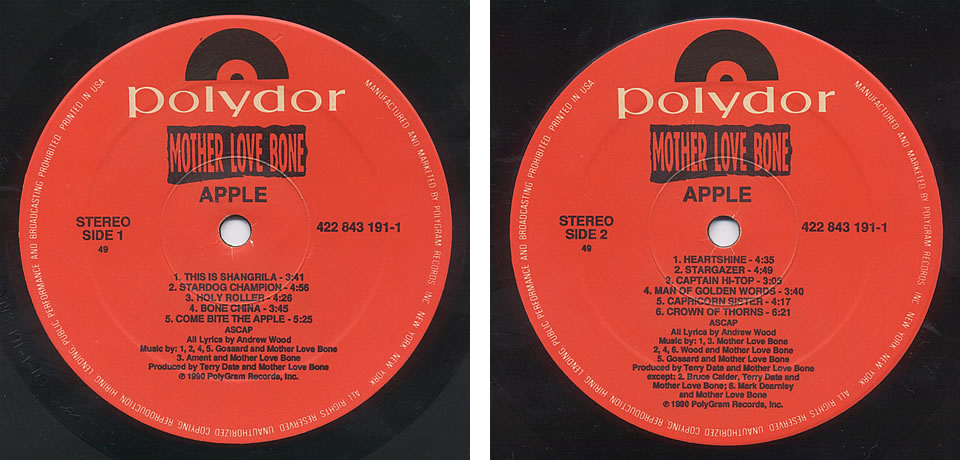 polydor
MOTHER LOVE BONE
APPLE
STEREO
SIDE 1
49
422 843 191-1
1. THIS IS SHANGRILA - 3:41
2. STARDOG CHAMPION - 4:56
3. HOLY ROLLER - 4:26
4. BONE CHINA - 3:45
5. COME BITE THE APPLE - 5:25
ASCAP
All Lyrics by Andrew Wood
Music by: 1, 2, 4, 5. Gossard and Mother Love Bone
3. Ament and Mother Love Bone
Produced by Terry Date and Mother Love Bone
℗ 1990 PolyGram Records, Inc.
MANUFACTURED AND MARKETED BY POLYGRAM RECORDS INC. NEW YORK, NEW YORK. ALL RIGHTS RESERVED. UNAUTHORIZED COPYING, REPRODUCTION, HIRING, LENDING, PUBLIC PERFORMANCE AND BROADCASTING PROHIBITED. PRINTED IN USA
polydor
MOTHER LOVE BONE
APPLE
STEREO
SIDE 2
49
422 843 191-1
1. HEARTSHINE - 4:35
2. STARGAZER - 4:49
3. CAPTAIN HI-TOP - 3:05
4. MAN OF GOLDEN WORDS - 3:40
5. CAPRICORN SISTER - 4:17
6. CROWN OF THORNS - 6:21
ASCAP
All Lyrics by Andrew Wood
Music by: 1, 3. Mother Love Bone
2, 4, 6. Wood and Mother Love Bone
5. Gossard and Mother Love Bone
Produced by Terry Date and Mother Love Bone
except: 2. Bruce Calder, Terry Date and
Mother Love Bone; 6. Mark Dearnley
and Mother Love Bone
℗ 1990 PolyGram Records, Inc.
MANUFACTURED AND MARKETED BY POLYGRAM RECORDS INC. NEW YORK, NEW YORK. ALL RIGHTS RESERVED. UNAUTHORIZED COPYING, REPRODUCTION, HIRING, LENDING, PUBLIC PERFORMANCE AND BROADCASTING PROHIBITED. PRINTED IN USA